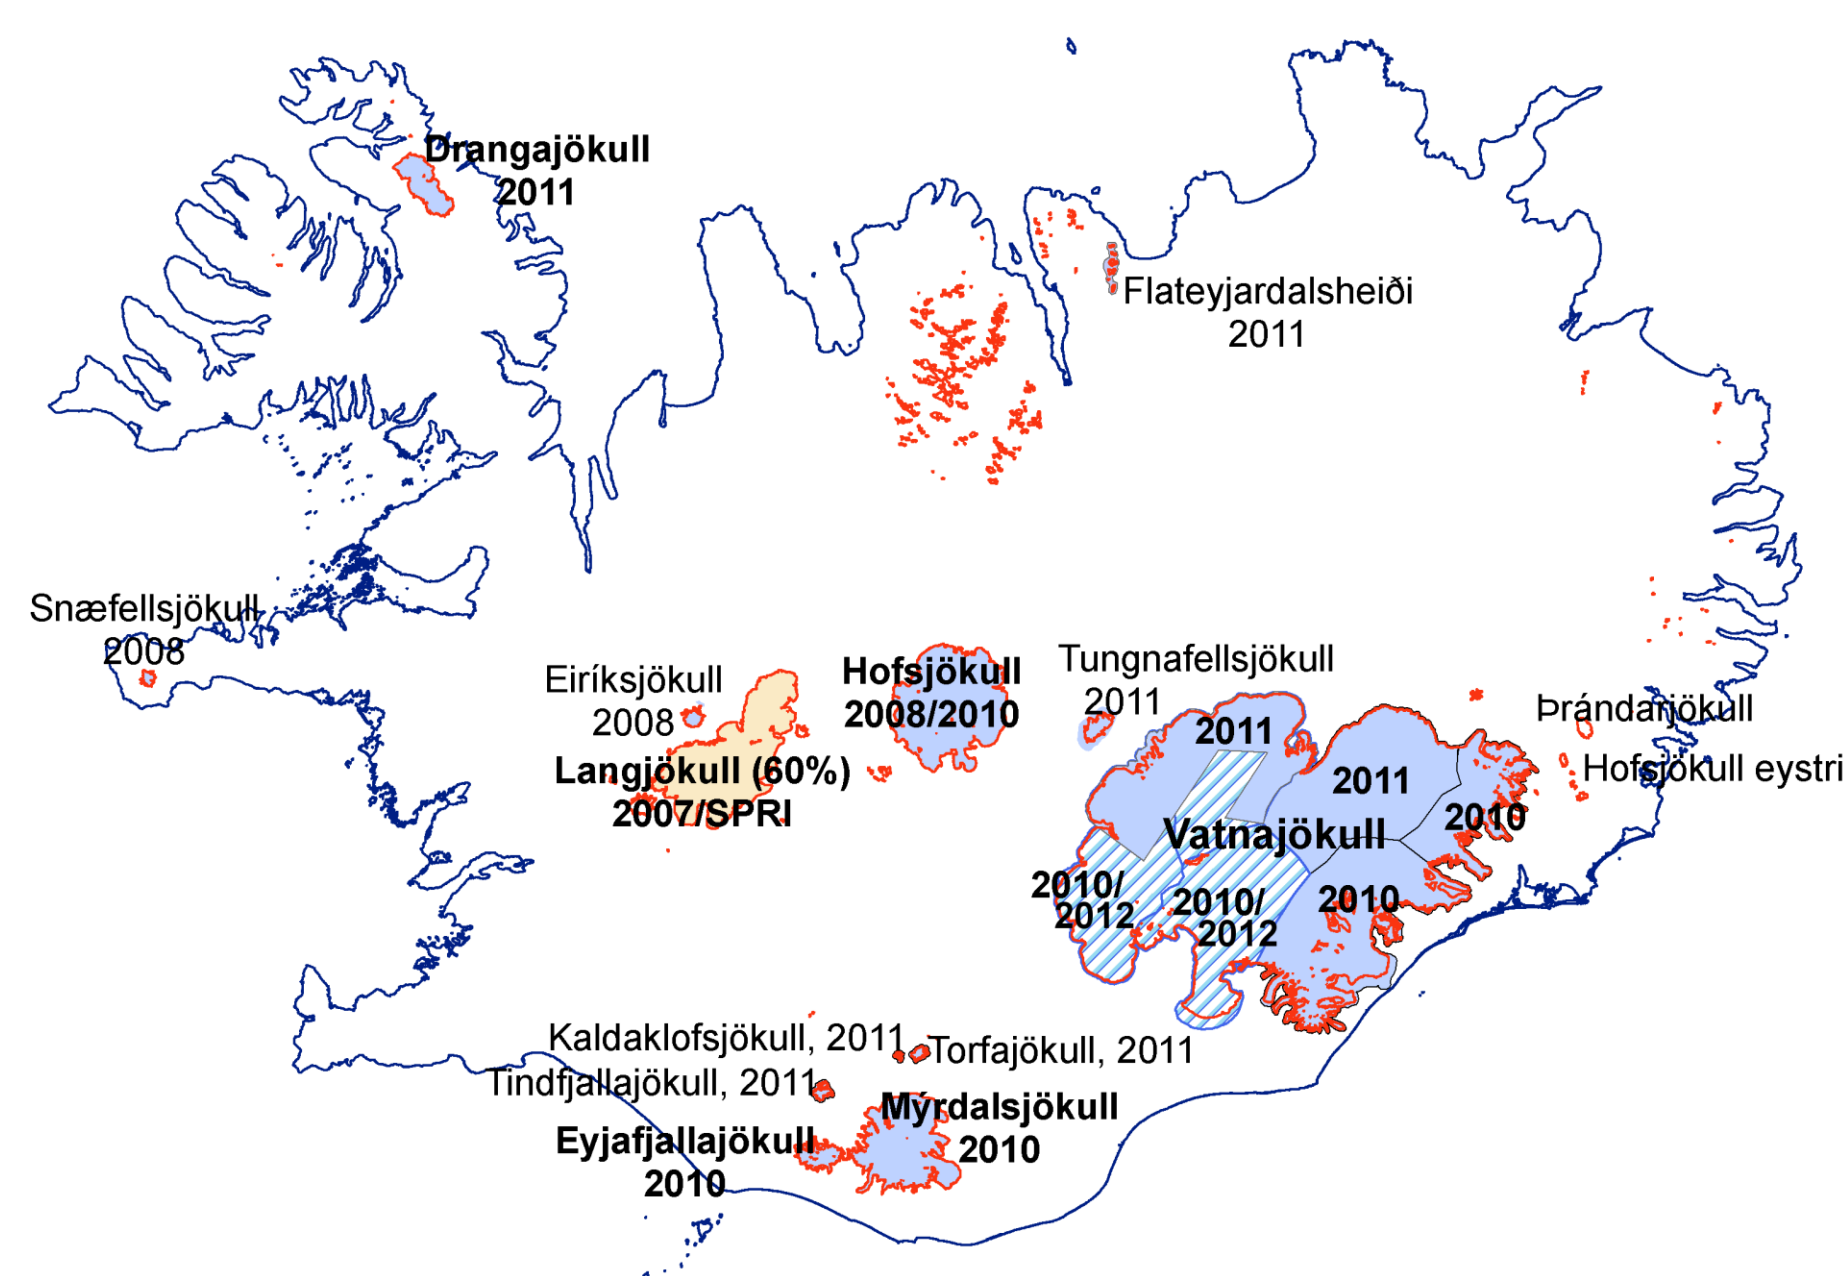 Drangajökull
2011
Flateyjardalsheiði
2011
Snæfellsjökull
2008
Eiríksjökull
2008
Langjökull (60%)
2007/SPRI
Hofsjökull
2008/2010
Tungnafellsjökull
2011
2011
2011
2010
Vatnajökull
2010/
2012
2010/
2012
2010
Þrándarjökull
Hofsjökull eystri
Kaldaklofsjökull, 2011
Torfajökull, 2011
Tindfjallajökull, 2011
Mýrdalsjökull
2010
Eyjafjallajökull
2010